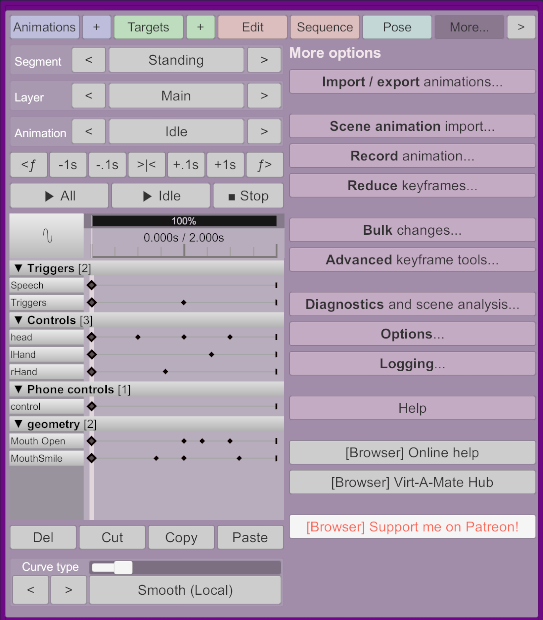 Animations + Targets + Edit Sequence Pose More... >
Segment < Standing >
Layer < Main >
Animation < Idle >
<ƒ -1s -.1s >|< +.1s +1s ƒ>
▶ All ▶ Idle ■ Stop
100%
0.000s / 2.000s
▼ Triggers [2]
Speech
Triggers
▼ Controls [3]
head
lHand
rHand
▼ Phone controls [1]
control
▼ geometry [2]
Mouth Open
MouthSmile
Del Cut Copy Paste
Curve type
< > Smooth (Local)
More options
Import / export animations...
Scene animation import...
Record animation...
Reduce keyframes...
Bulk changes...
Advanced keyframe tools...
Diagnostics and scene analysis...
Options...
Logging...
Help
[Browser] Online help
[Browser] Virt-A-Mate Hub
[Browser] Support me on Patreon!